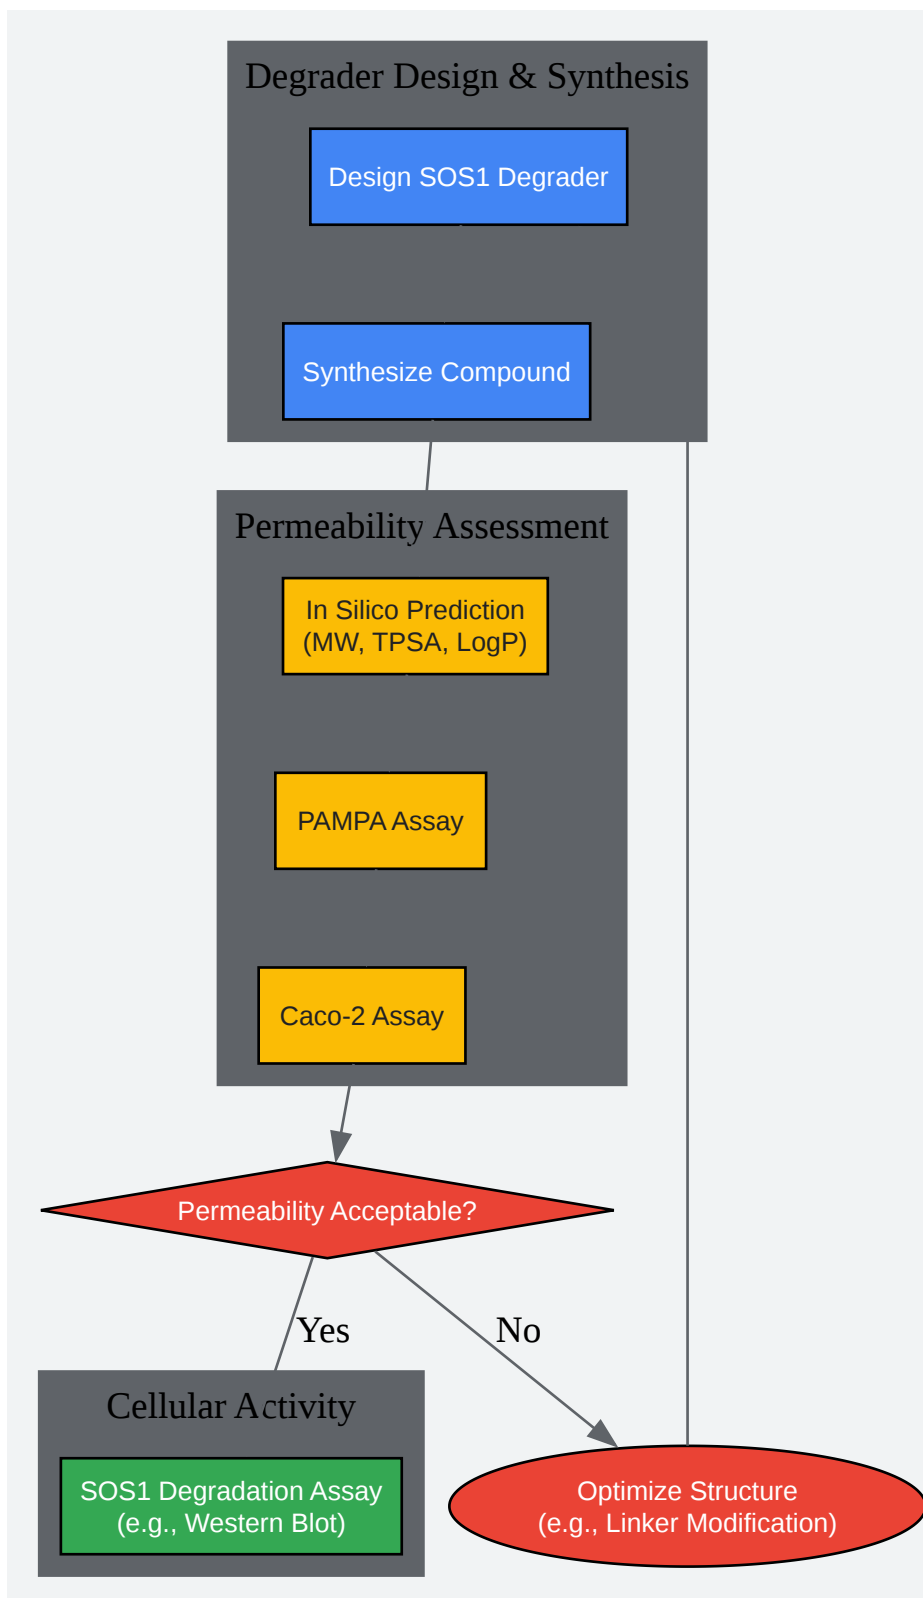 Degrader Design & Synthesis
Design SOS1 Degrader
Synthesize Compound
Permeability Assessment
In Silico Prediction
(MW, TPSA, LogP)
PAMPA Assay
Caco-2 Assay
Permeability Acceptable?
Yes
No
Cellular Activity
SOS1 Degradation Assay
(e.g., Western Blot)
Optimize Structure
(e.g., Linker Modification)